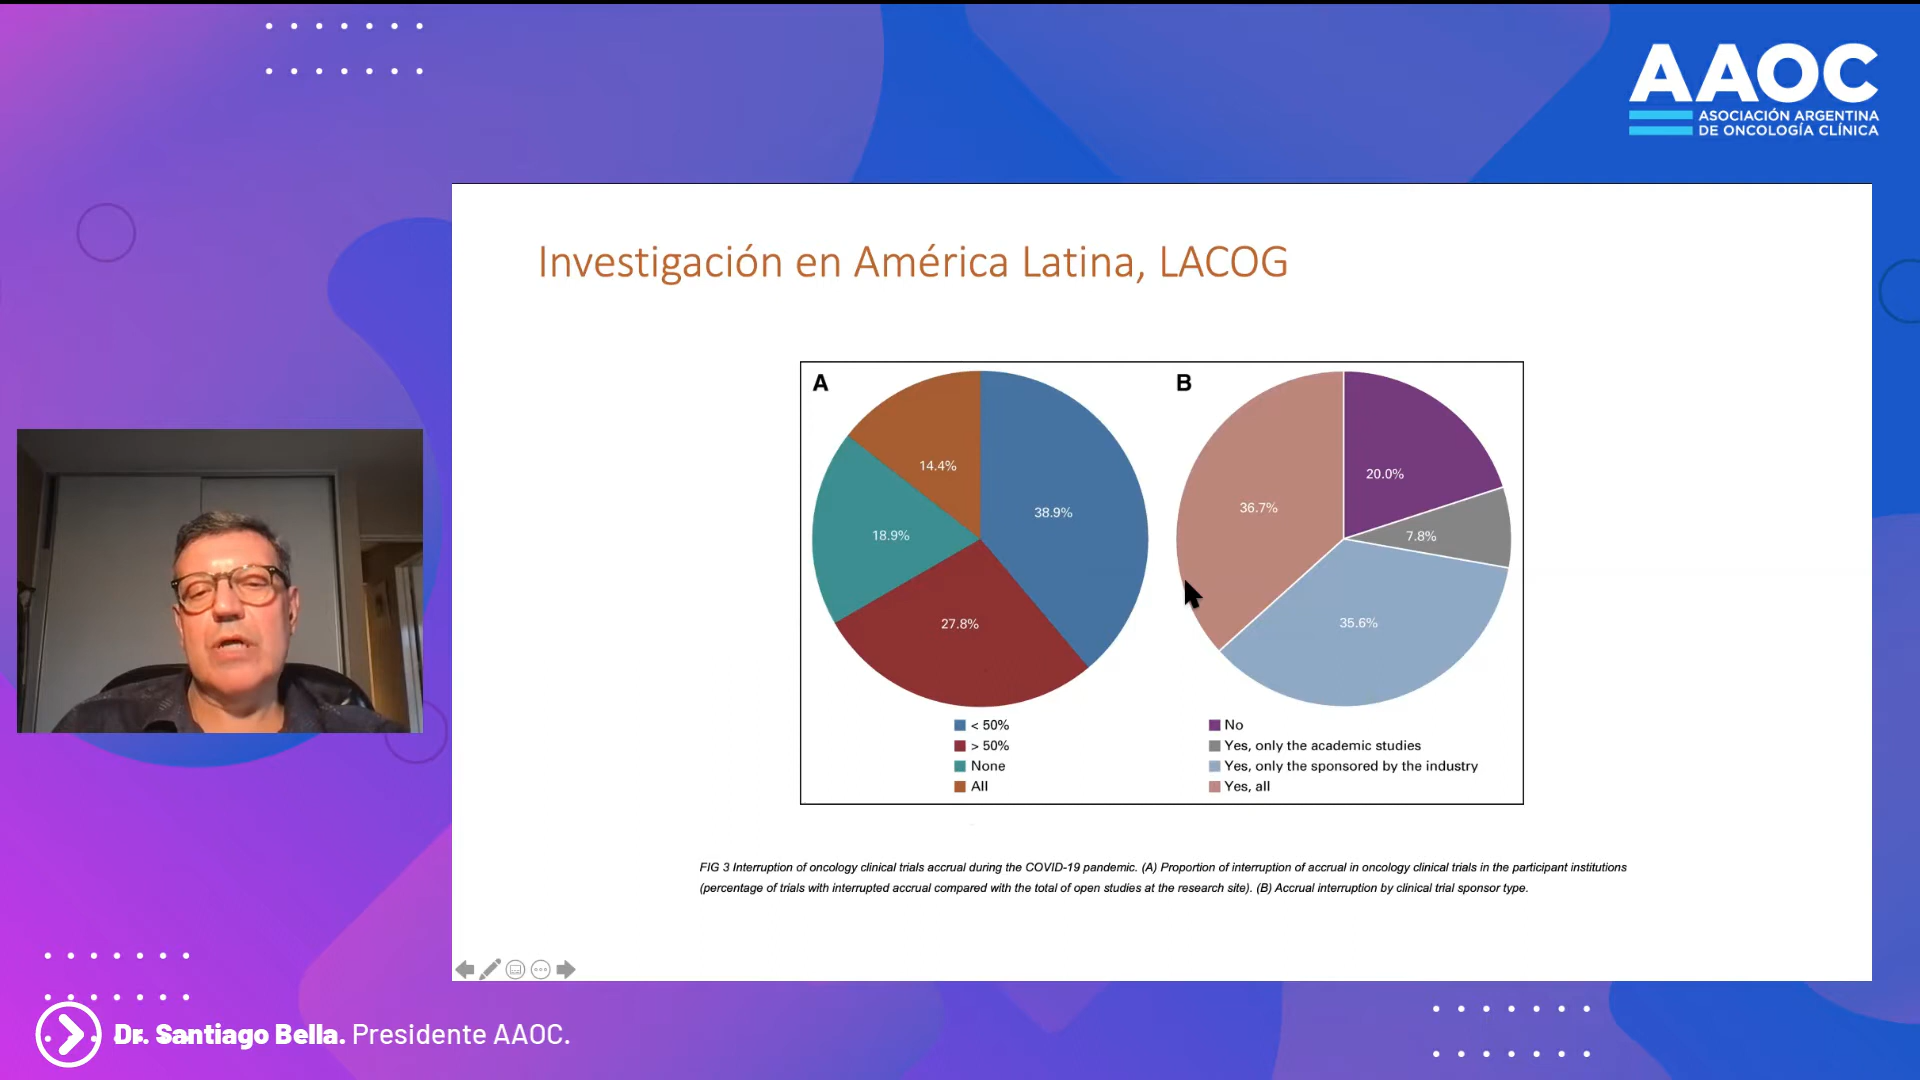 AAOC
ASOCIACIÓN ARGENTINA
DE ONCOLOGÍA CLÍNICA
Investigación en América Latina, LACOG
A
14.4%
38.9%
18.9%
27.8%
< 50%
> 50%
None
All
B
20.0%
36.7%
7.8%
35.6%
No
Yes, only the academic studies
Yes, only the sponsored by the industry
Yes, all
FIG 3 Interruption of oncology clinical trials accrual during the COVID-19 pandemic. (A) Proportion of interruption of accrual in oncology clinical trials in the participant institutions
(percentage of trials with interrupted accrual compared with the total of open studies at the research site). (B) Accrual interruption by clinical trial sponsor type.
Dr. Santiago Bella. Presidente AAOC.